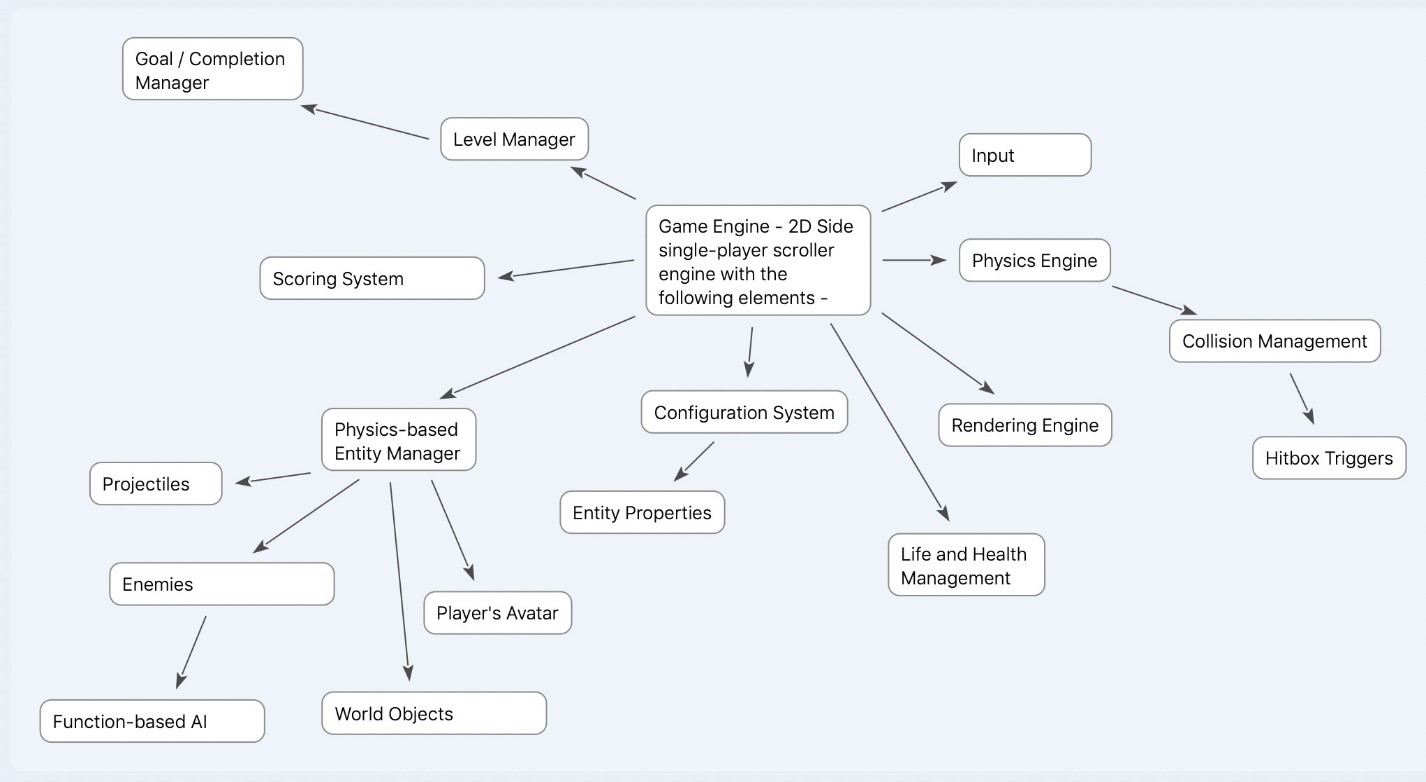 Goal / Completion
Manager
Level Manager
Input
Game Engine - 2D Side
single-player scroller
engine with the
following elements -
Physics Engine
Scoring System
Collision Management
Configuration System
Rendering Engine
Physics-based
Entity Manager
Hitbox Triggers
Projectiles
Entity Properties
Life and Health
Management
Enemies
Player's Avatar
World Objects
Function-based AI